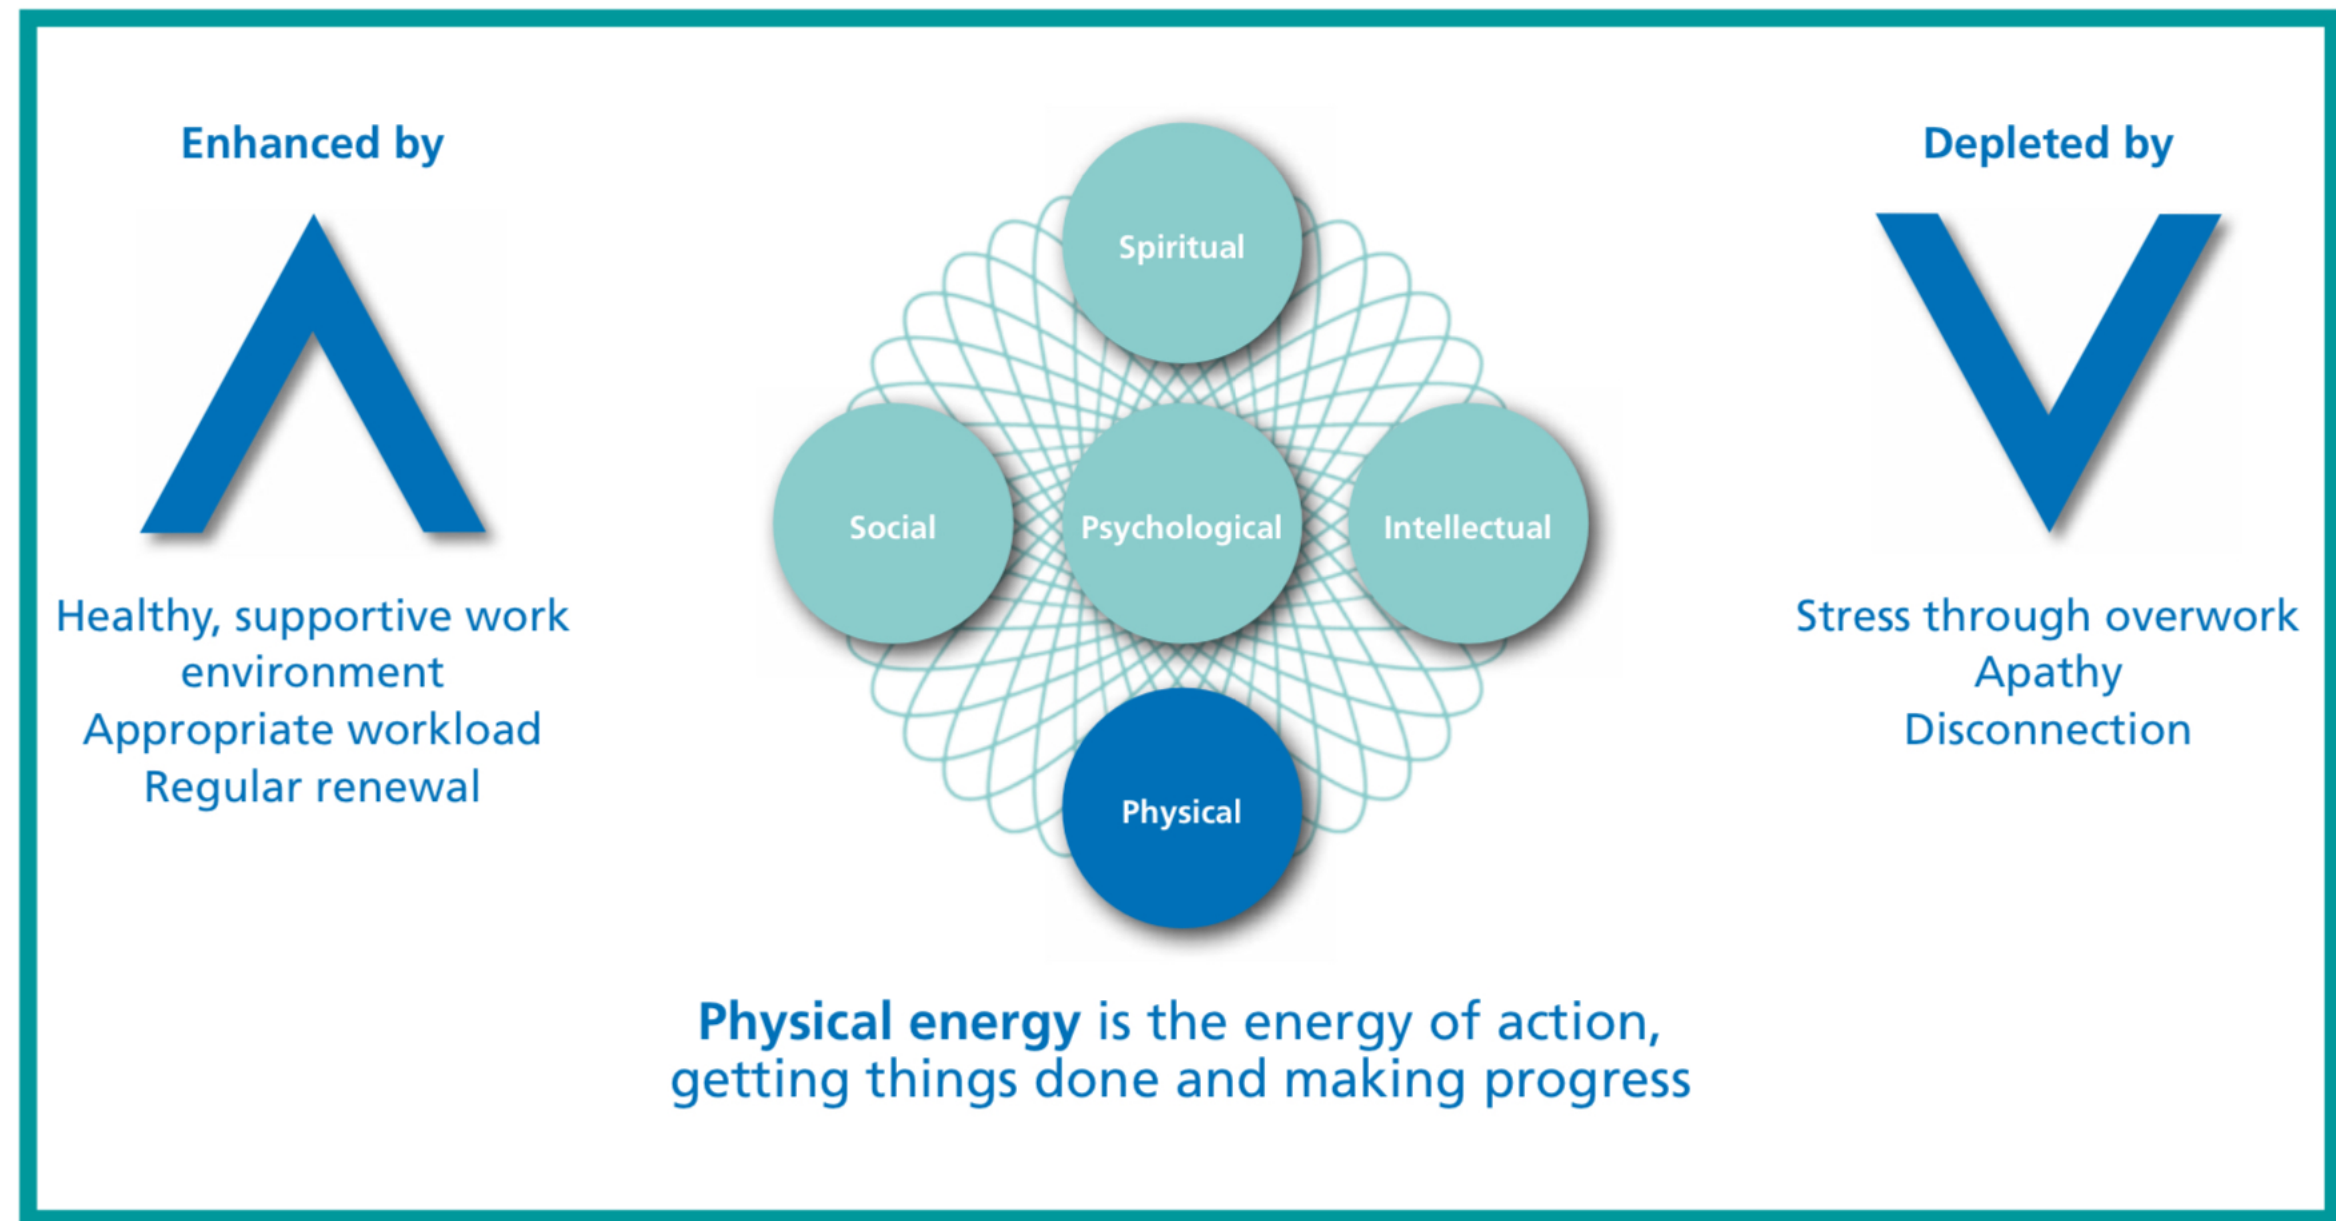 Enhanced by
Healthy, supportive work
environment
Appropriate workload
Regular renewal
Spiritual
Social
Psychological
Intellectual
Physical
Physical energy is the energy of action,
getting things done and making progress
Depleted by
Stress through overwork
Apathy
Disconnection